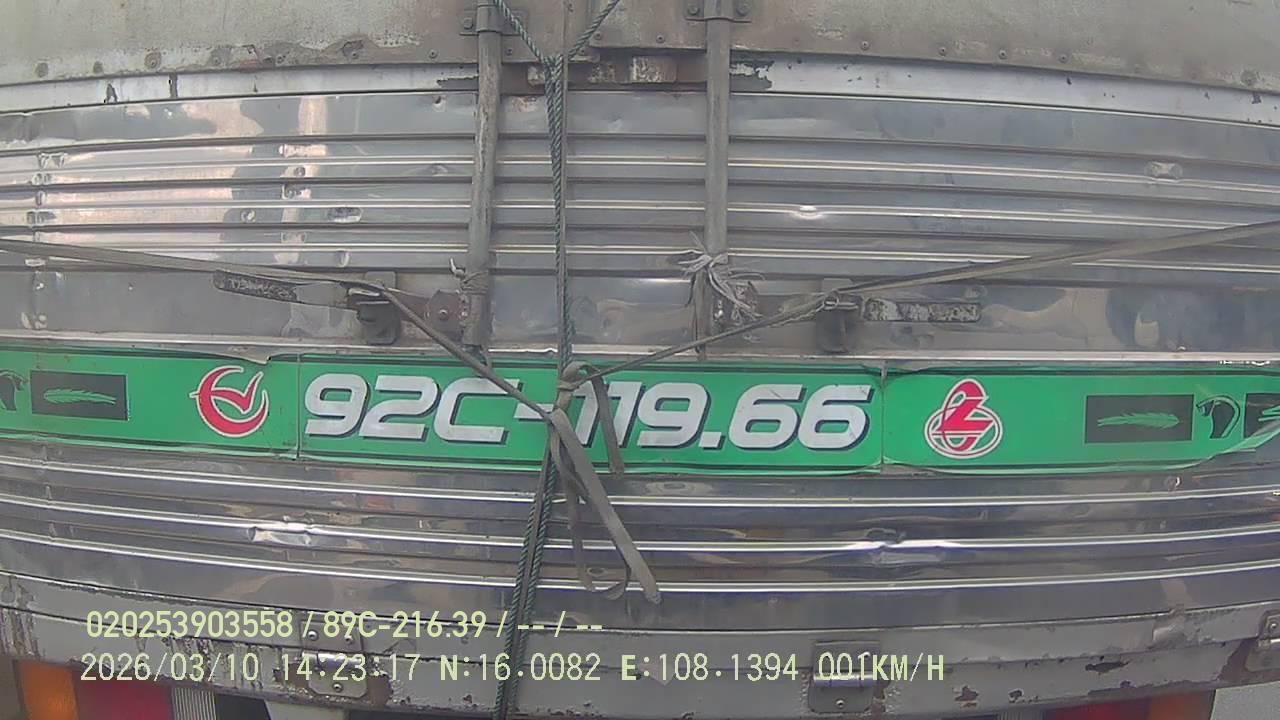 92C-119.66
020253903558 / 89C-216.39 / -- / --
2026/03/10 14:23:17 N:16.0082 E:108.1394 001KM/H